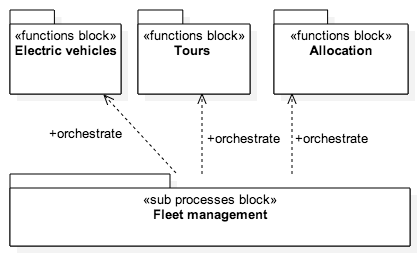 «functions block»
Electric vehicles
«functions block»
Tours
«functions block»
Allocation
+orchestrate
+orchestrate
+orchestrate
«sub processes block»
Fleet management